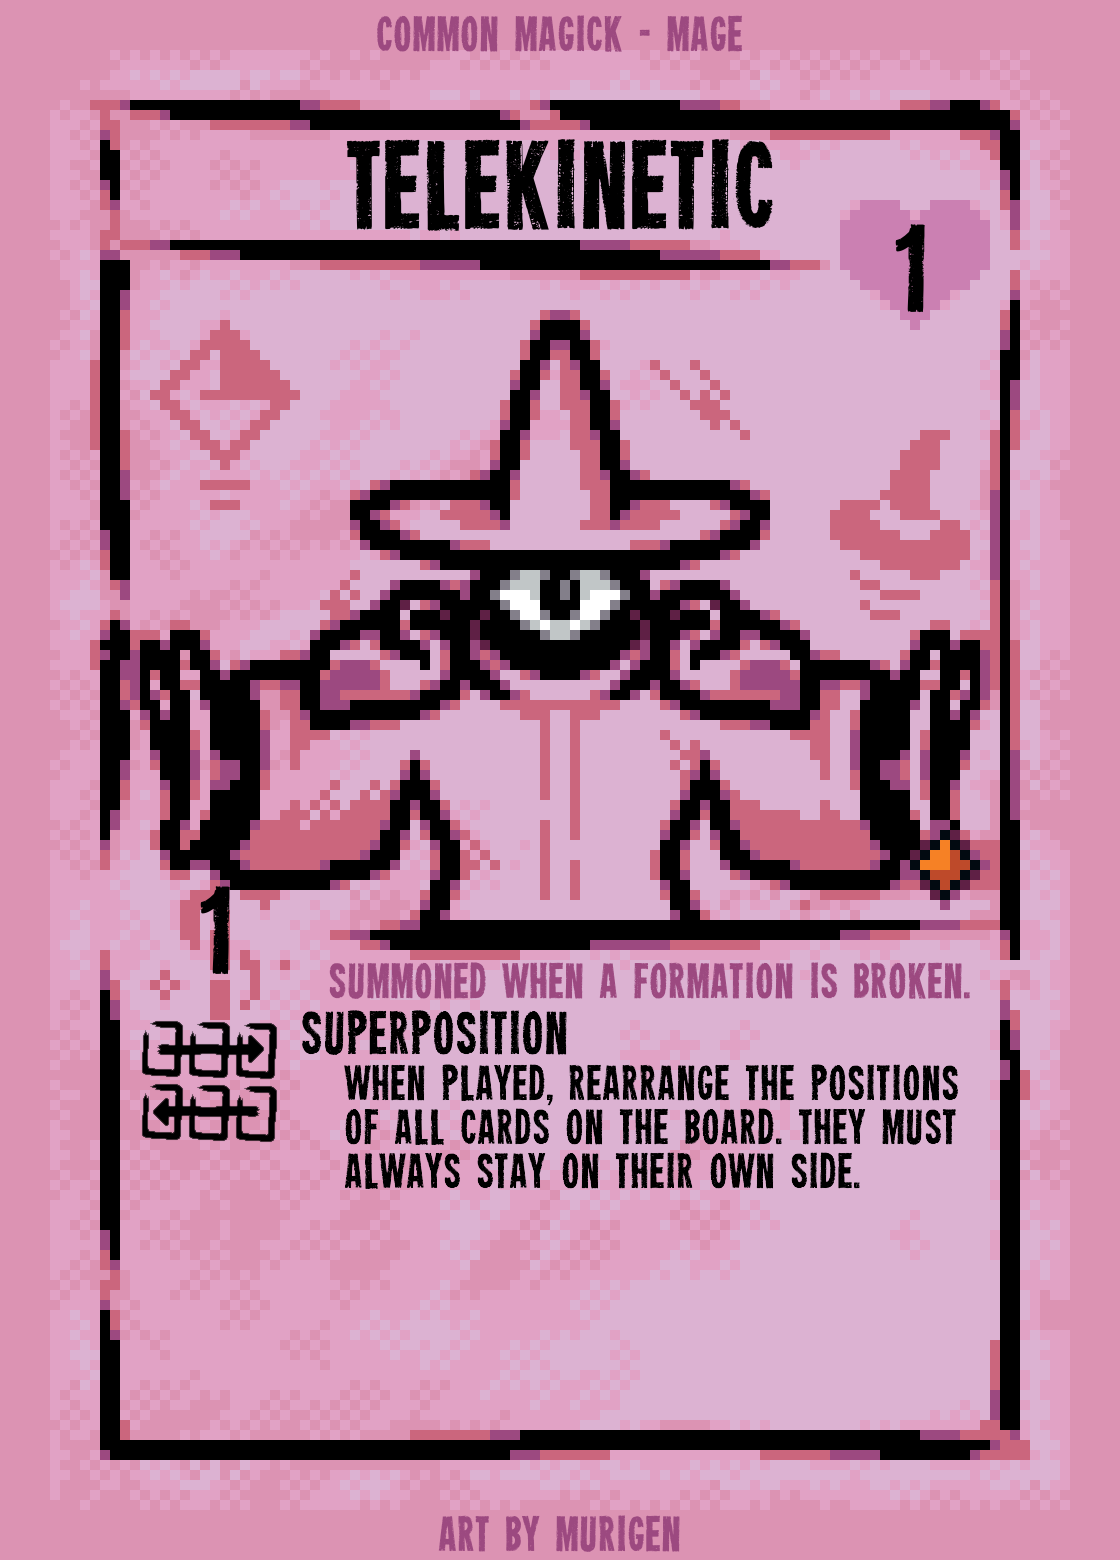 COMMON MAGICK - MAGE
TELEKINETIC
1
1
SUMMONED WHEN A FORMATION IS BROKEN.
SUPERPOSITION
WHEN PLAYED, REARRANGE THE POSITIONS
OF ALL CARDS ON THE BOARD. THEY MUST
ALWAYS STAY ON THEIR OWN SIDE.
ART BY MURIGEN